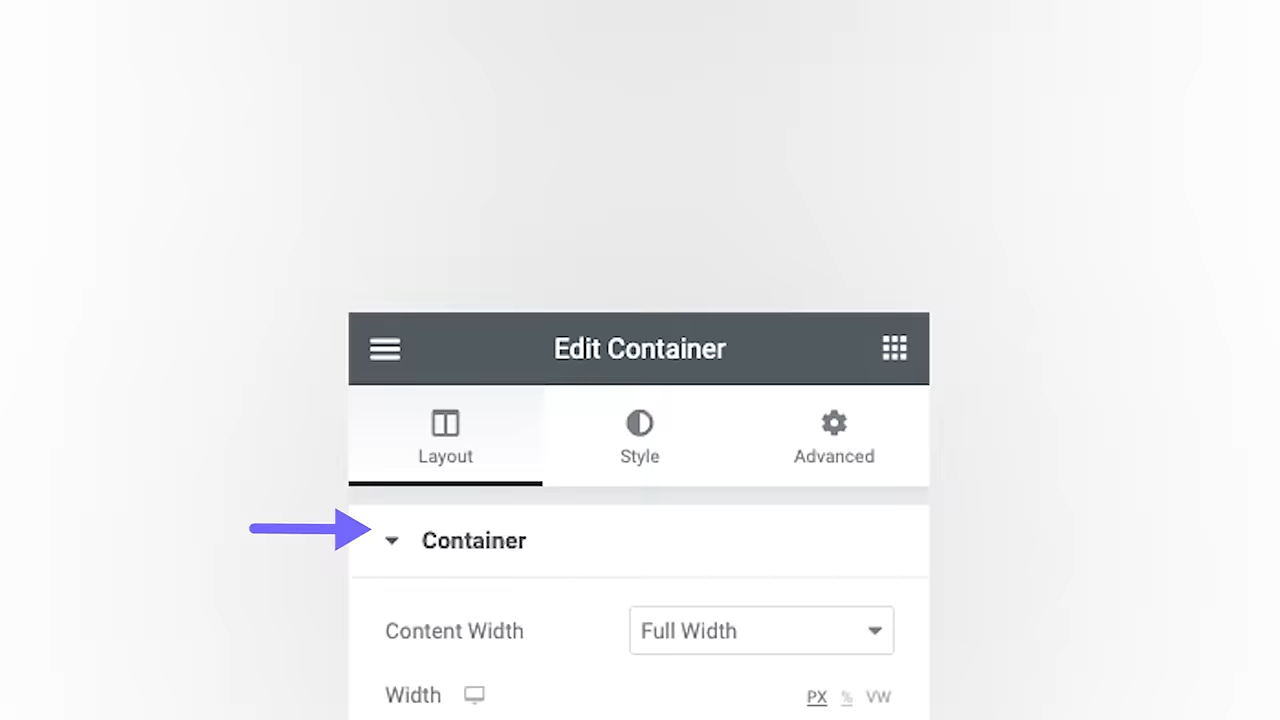 Edit Container
Layout Style Advanced
Container
Content Width Full Width
Width PX % VW